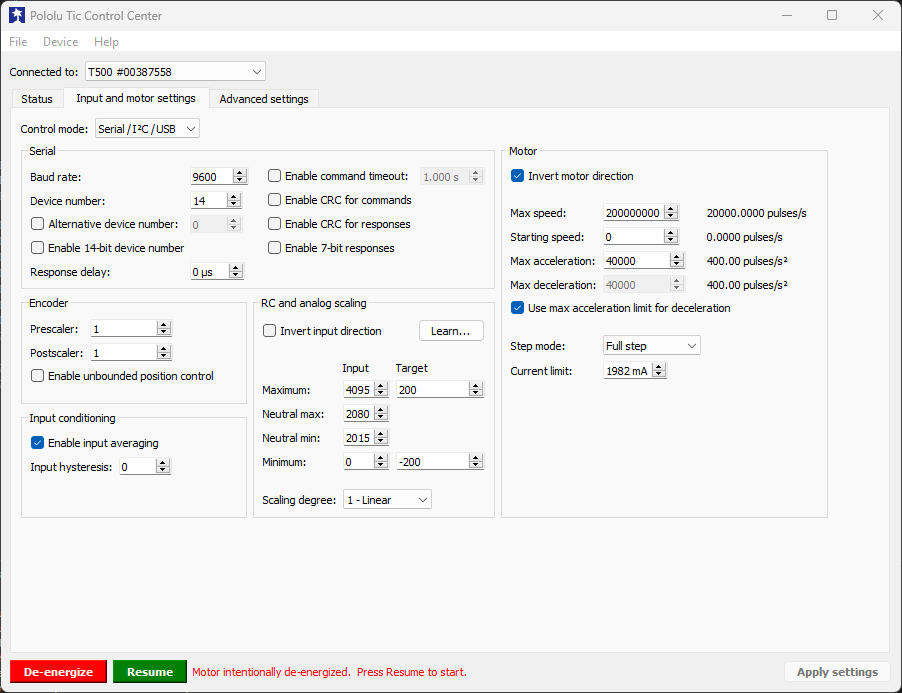 Pololu Tic Control Center
File Device Help
Connected to: T500 #00387558
Status Input and motor settings Advanced settings
Control mode: Serial / I²C / USB
Serial
Baud rate: 9600
Device number: 14
Alternative device number: 0
Enable 14-bit device number
Response delay: 0 µs
Enable command timeout: 1.000 s
Enable CRC for commands
Enable CRC for responses
Enable 7-bit responses
Encoder
Prescaler: 1
Postscaler: 1
Enable unbounded position control
Input conditioning
Enable input averaging
Input hysteresis: 0
RC and analog scaling
Invert input direction Learn...
Input Target
Maximum: 4095 200
Neutral max: 2080
Neutral min: 2015
Minimum: 0 -200
Scaling degree: 1 - Linear
Motor
Invert motor direction
Max speed: 200000000 20000.0000 pulses/s
Starting speed: 0 0.0000 pulses/s
Max acceleration: 40000 400.00 pulses/s²
Max deceleration: 40000 400.00 pulses/s²
Use max acceleration limit for deceleration
Step mode: Full step
Current limit: 1982 mA
De-energize Resume Motor intentionally de-energized. Press Resume to start. Apply settings